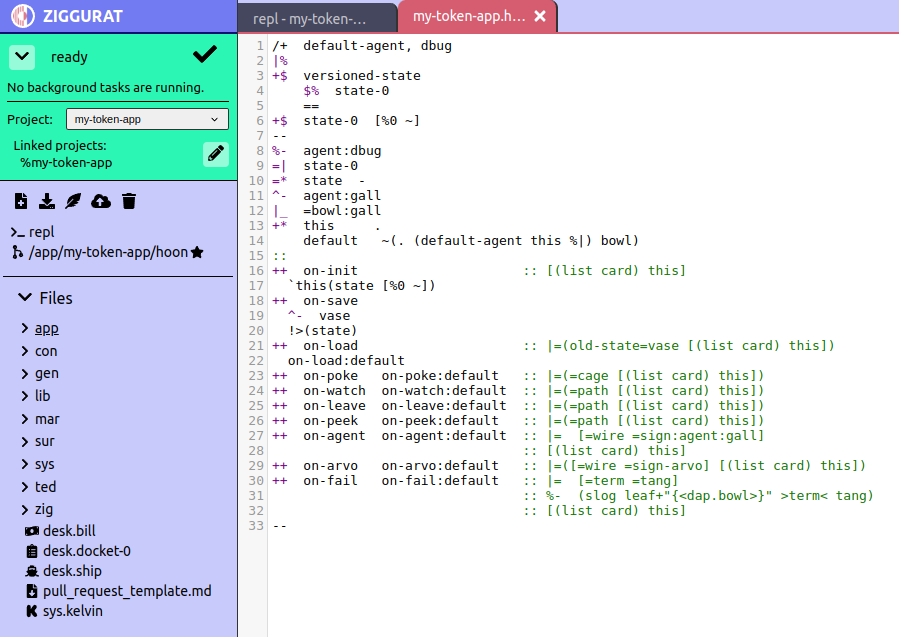 ZIGGURAT
ready
No background tasks are running.
Project: my-token-app
Linked projects:
%my-token-app
repl
/app/my-token-app/hoon
Files
app
con
gen
lib
mar
sur
sys
ted
zig
desk.bill
desk.docket-0
desk.ship
pull_request_template.md
sys.kelvin
repl - my-token-...
my-token-app.h...
1 /+  default-agent, dbug
2 |%
3 +$  versioned-state
4     $%  state-0
5     ==
6 +$  state-0  [%0 ~]
7 --
8 %-  agent:dbug
9 =|  state-0
10 =*  state  -
11 ^-  agent:gall
12 |_  =bowl:gall
13 +*  this     .
14     default   ~(. (default-agent this %|) bowl)
15 ::
16 ++  on-init                     :: [(list card) this]
17   `this(state [%0 ~])
18 ++  on-save
19   ^-  vase
20   !>(state)
21 ++  on-load                     :: |=(old-state=vase [(list card) this])
22   on-load:default
23 ++  on-poke   on-poke:default   :: |=(=cage [(list card) this])
24 ++  on-watch  on-watch:default  :: |=(=path [(list card) this])
25 ++  on-leave  on-leave:default  :: |=(=path [(list card) this])
26 ++  on-peek   on-peek:default   :: |=(=path [(list card) this])
27 ++  on-agent  on-agent:default  :: |=  [=wire =sign:agent:gall]
28                                 :: [(list card) this]
29 ++  on-arvo   on-arvo:default   :: |=([=wire =sign-arvo] [(list card) this])
30 ++  on-fail   on-fail:default   :: |=  [=term =tang]
31                                 :: %-  (slog leaf+"{<dap.bowl>}" >term< tang)
32                                 :: [(list card) this]
33 --